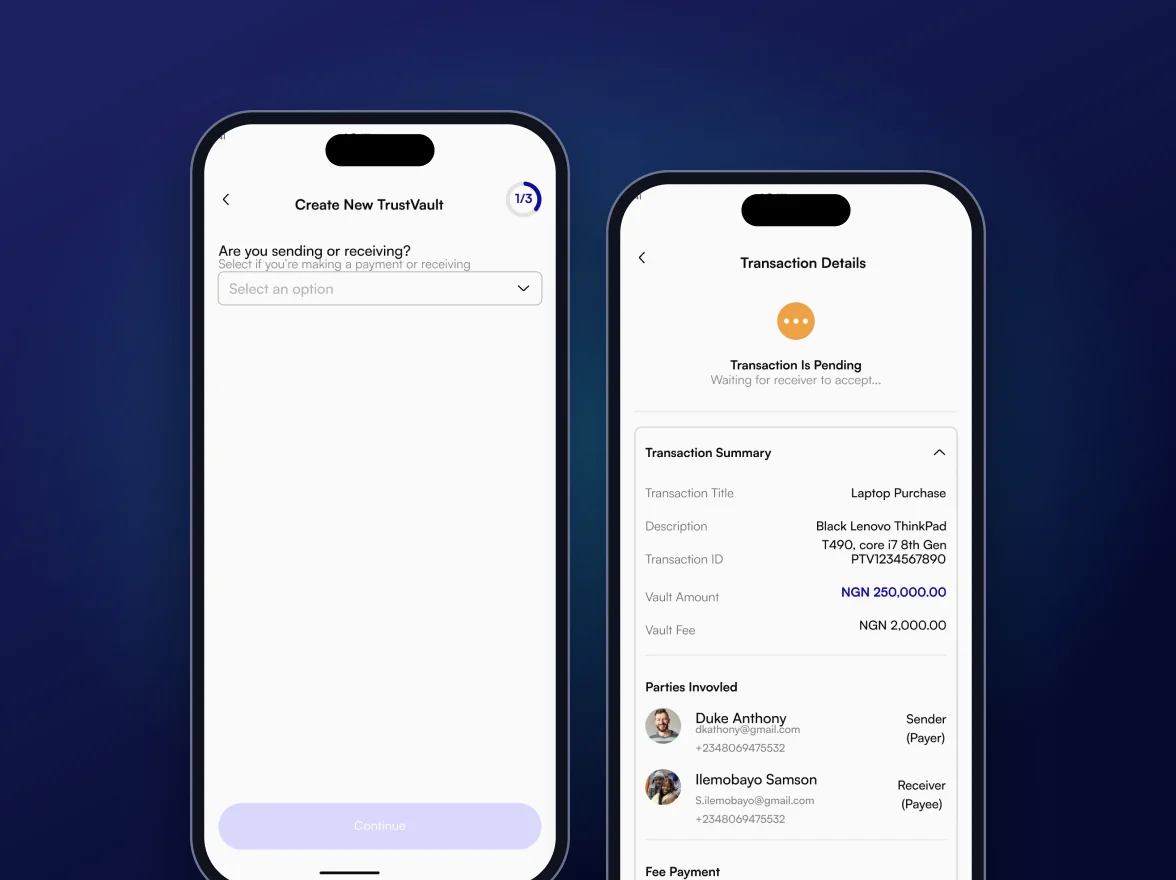 Create New TrustVault
1/3
Are you sending or receiving?
Select if you're making a payment or receiving
Select an option
Continue
Transaction Details
Transaction Is Pending
Waiting for receiver to accept...
Transaction Summary
Transaction Title
Laptop Purchase
Description
Black Lenovo ThinkPad
T490, core i7 8th Gen
Transaction ID
PTV1234567890
Vault Amount
NGN 250,000.00
Vault Fee
NGN 2,000.00
Parties Invovled
Duke Anthony
dkathony@gmail.com
+2348069475532
Sender
(Payer)
Ilemobayo Samson
S.ilemobayo@gmail.com
+2348069475532
Receiver
(Payee)
Fee Payment